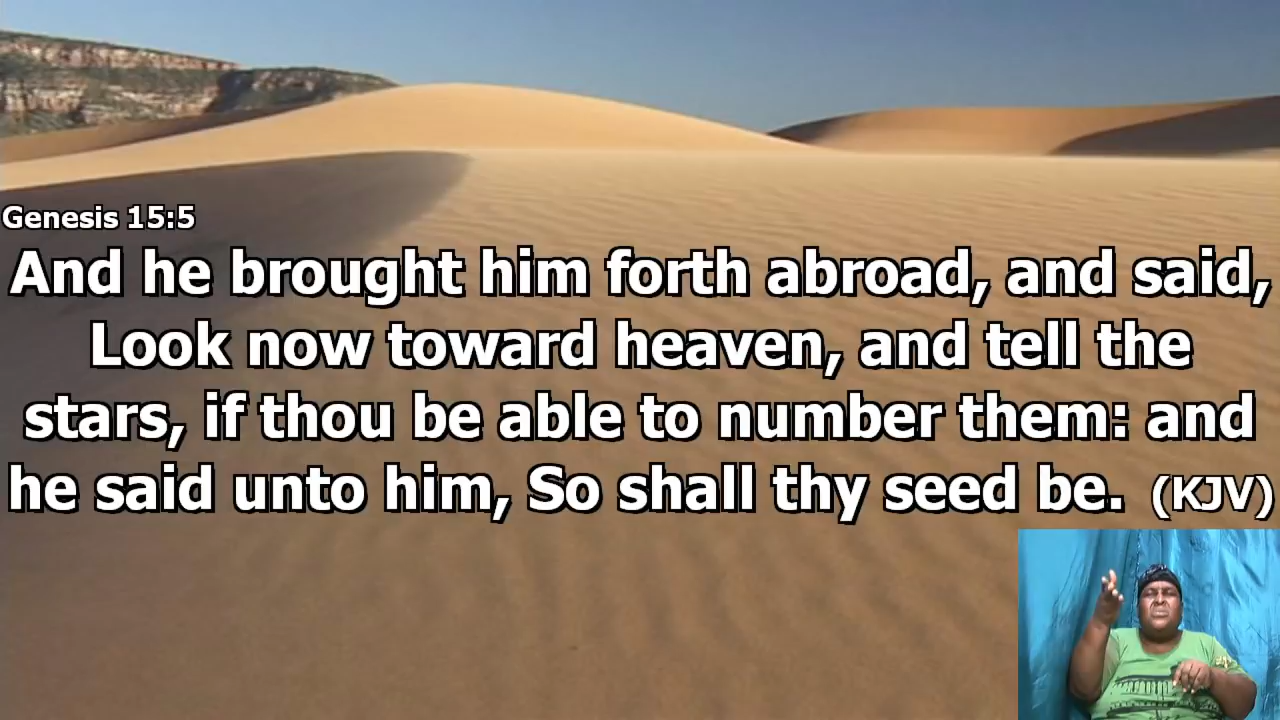 Genesis 15:5
And he brought him forth abroad, and said,
Look now toward heaven, and tell the
stars, if thou be able to number them: and
he said unto him, So shall thy seed be. (KJV)